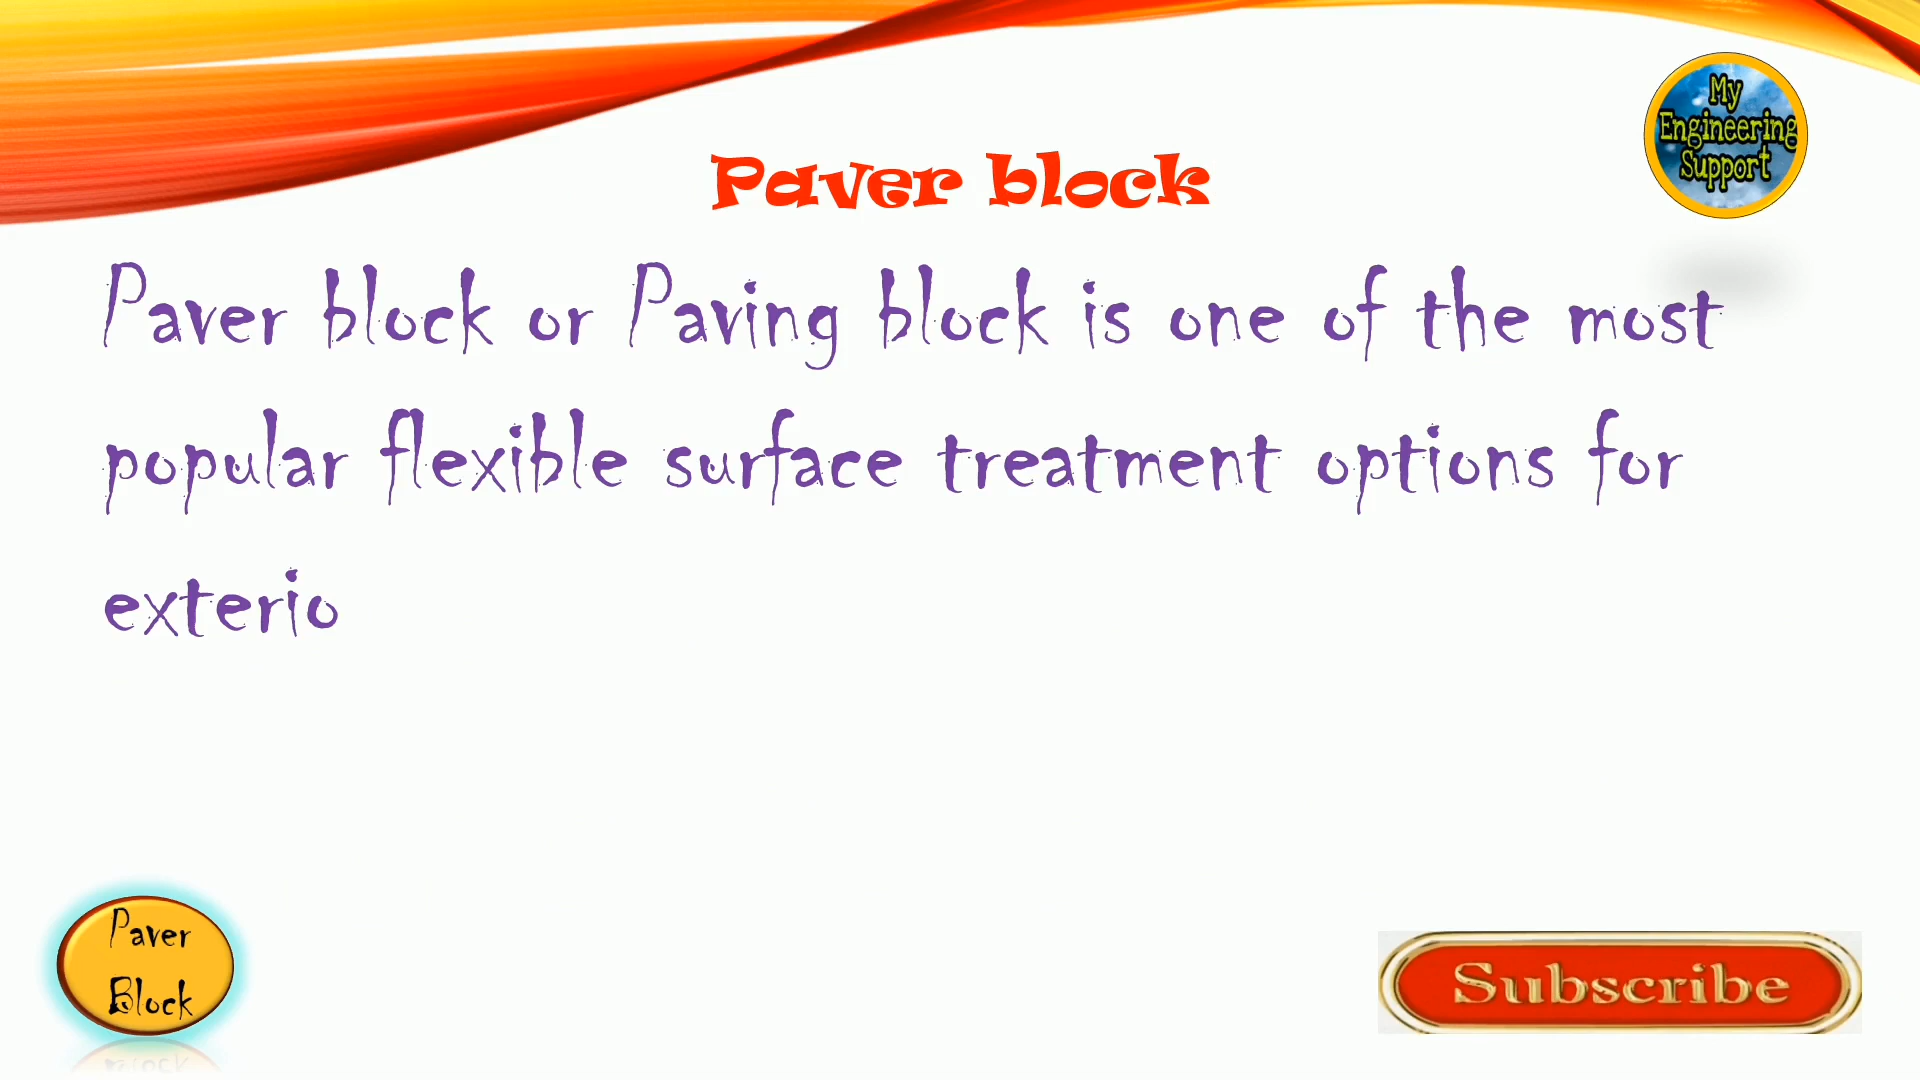 My
Engineering
Support
Paver block
Paver block or Paving block is one of the most
popular flexible surface treatment options for
exterio
Paver
Block
Subscribe